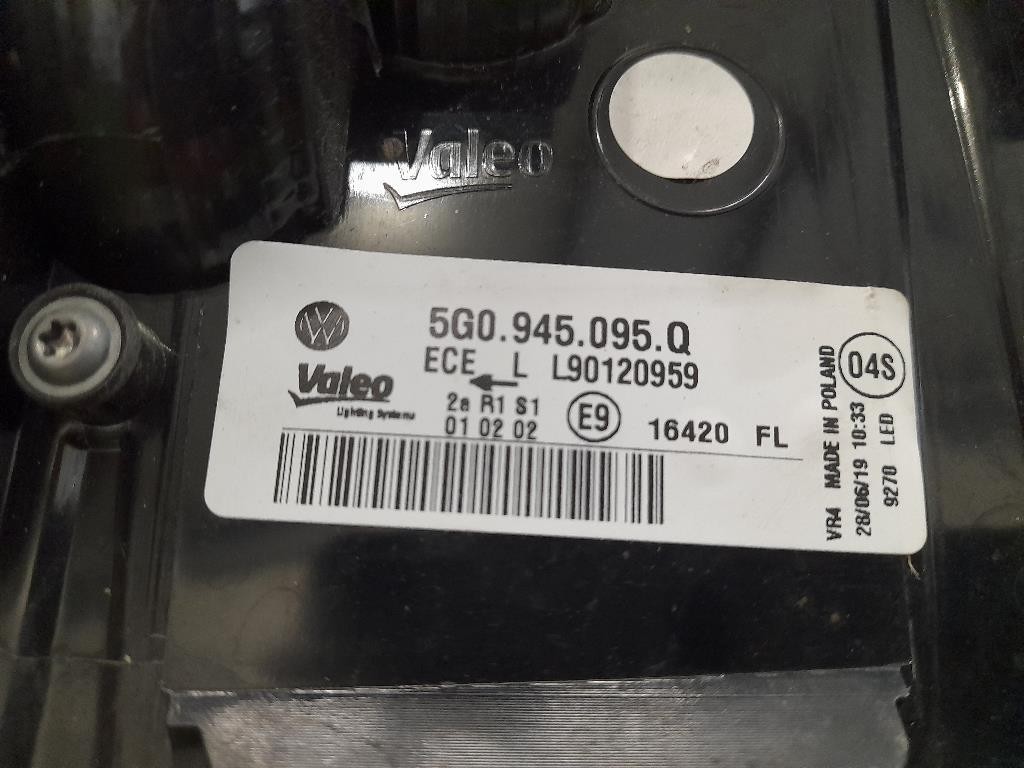 Valeo
VW
5G0.945.095.Q
ECE L L90120959
Valeo
Lighting Systems
2a R1 S1
01 02 02
E9
16420 FL
VR4 MADE IN POLAND
28/06/19 10:33
9270 LED
04S